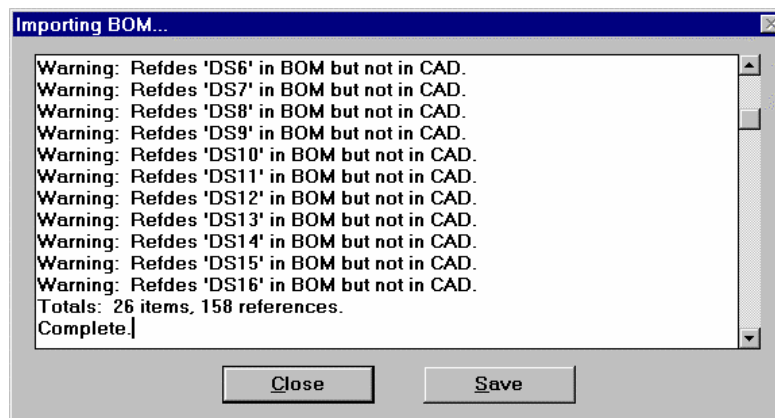 Importing BOM...
Warning: Refdes 'DS6' in BOM but not in CAD.
Warning: Refdes 'DS7' in BOM but not in CAD.
Warning: Refdes 'DS8' in BOM but not in CAD.
Warning: Refdes 'DS9' in BOM but not in CAD.
Warning: Refdes 'DS10' in BOM but not in CAD.
Warning: Refdes 'DS11' in BOM but not in CAD.
Warning: Refdes 'DS12' in BOM but not in CAD.
Warning: Refdes 'DS13' in BOM but not in CAD.
Warning: Refdes 'DS14' in BOM but not in CAD.
Warning: Refdes 'DS15' in BOM but not in CAD.
Warning: Refdes 'DS16' in BOM but not in CAD.
Totals: 26 items, 158 references.
Complete.
Close Save